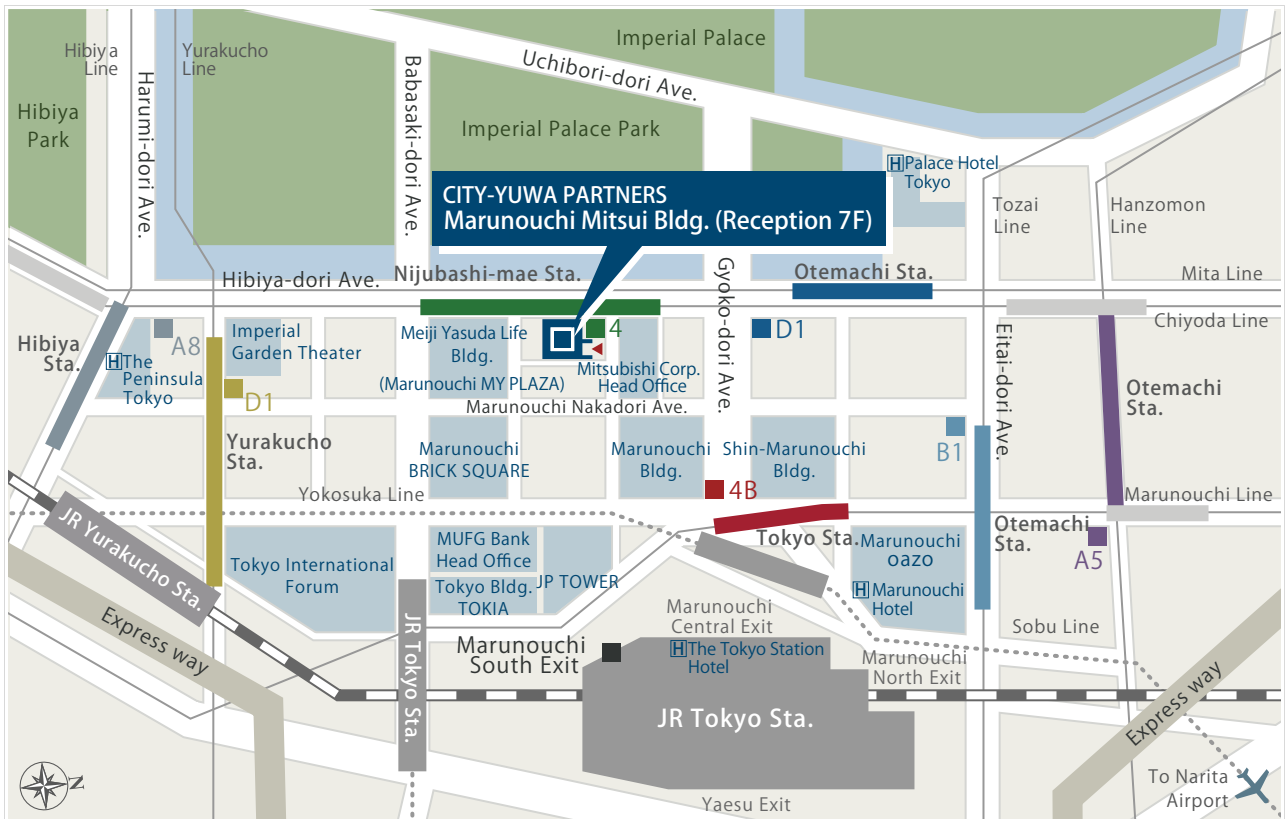 Imperial Palace
Hibiya
Line
Yurakucho
Line
Harumi-dori Ave.
Babasaki-dori Ave.
Uchibori-dori Ave.
Hibiya
Park
Imperial Palace Park
H Palace Hotel
Tokyo
CITY-YUWA PARTNERS
Marunouchi Mitsui Bldg. (Reception 7F)
Tozai
Line
Hanzomon
Line
Hibiya-dori Ave.
Nijubashi-mae Sta.
Gyoko-dori Ave.
Otemachi Sta.
Mita Line
Chiyoda Line
Hibiya
Sta.
A8
H The
Peninsula
Tokyo
Imperial
Garden Theater
D1
Meiji Yasuda Life
Bldg.
(Marunouchi MY PLAZA)
4
Mitsubishi Corp.
Head Office
D1
Eitai-dori Ave.
Otemachi
Sta.
Marunouchi Nakadori Ave.
Yurakucho
Sta.
Marunouchi
BRICK SQUARE
Marunouchi
Bldg.
Shin-Marunouchi
Bldg.
B1
Yokosuka Line
4B
Marunouchi Line
JR Yurakucho Sta.
Tokyo International
Forum
MUFG Bank
Head Office
Tokyo Bldg.
TOKIA
JP TOWER
Tokyo Sta.
Marunouchi
oazo
H Marunouchi
Hotel
Otemachi
Sta.
A5
Express way
JR Tokyo Sta.
Marunouchi
South Exit
Marunouchi
Central Exit
H The Tokyo Station
Hotel
Marunouchi
North Exit
Sobu Line
JR Tokyo Sta.
Express way
N
Yaesu Exit
To Narita
Airport